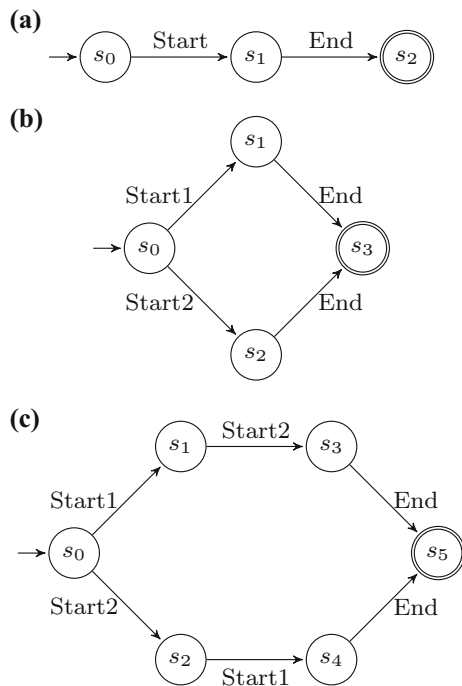 (a)
s0 Start s1 End s2
(b)
s1
Start1 End
s0 s3
Start2 End
s2
(c)
s1 Start2 s3
Start1 End
s0 s5
Start2 End
s2 Start1 s4